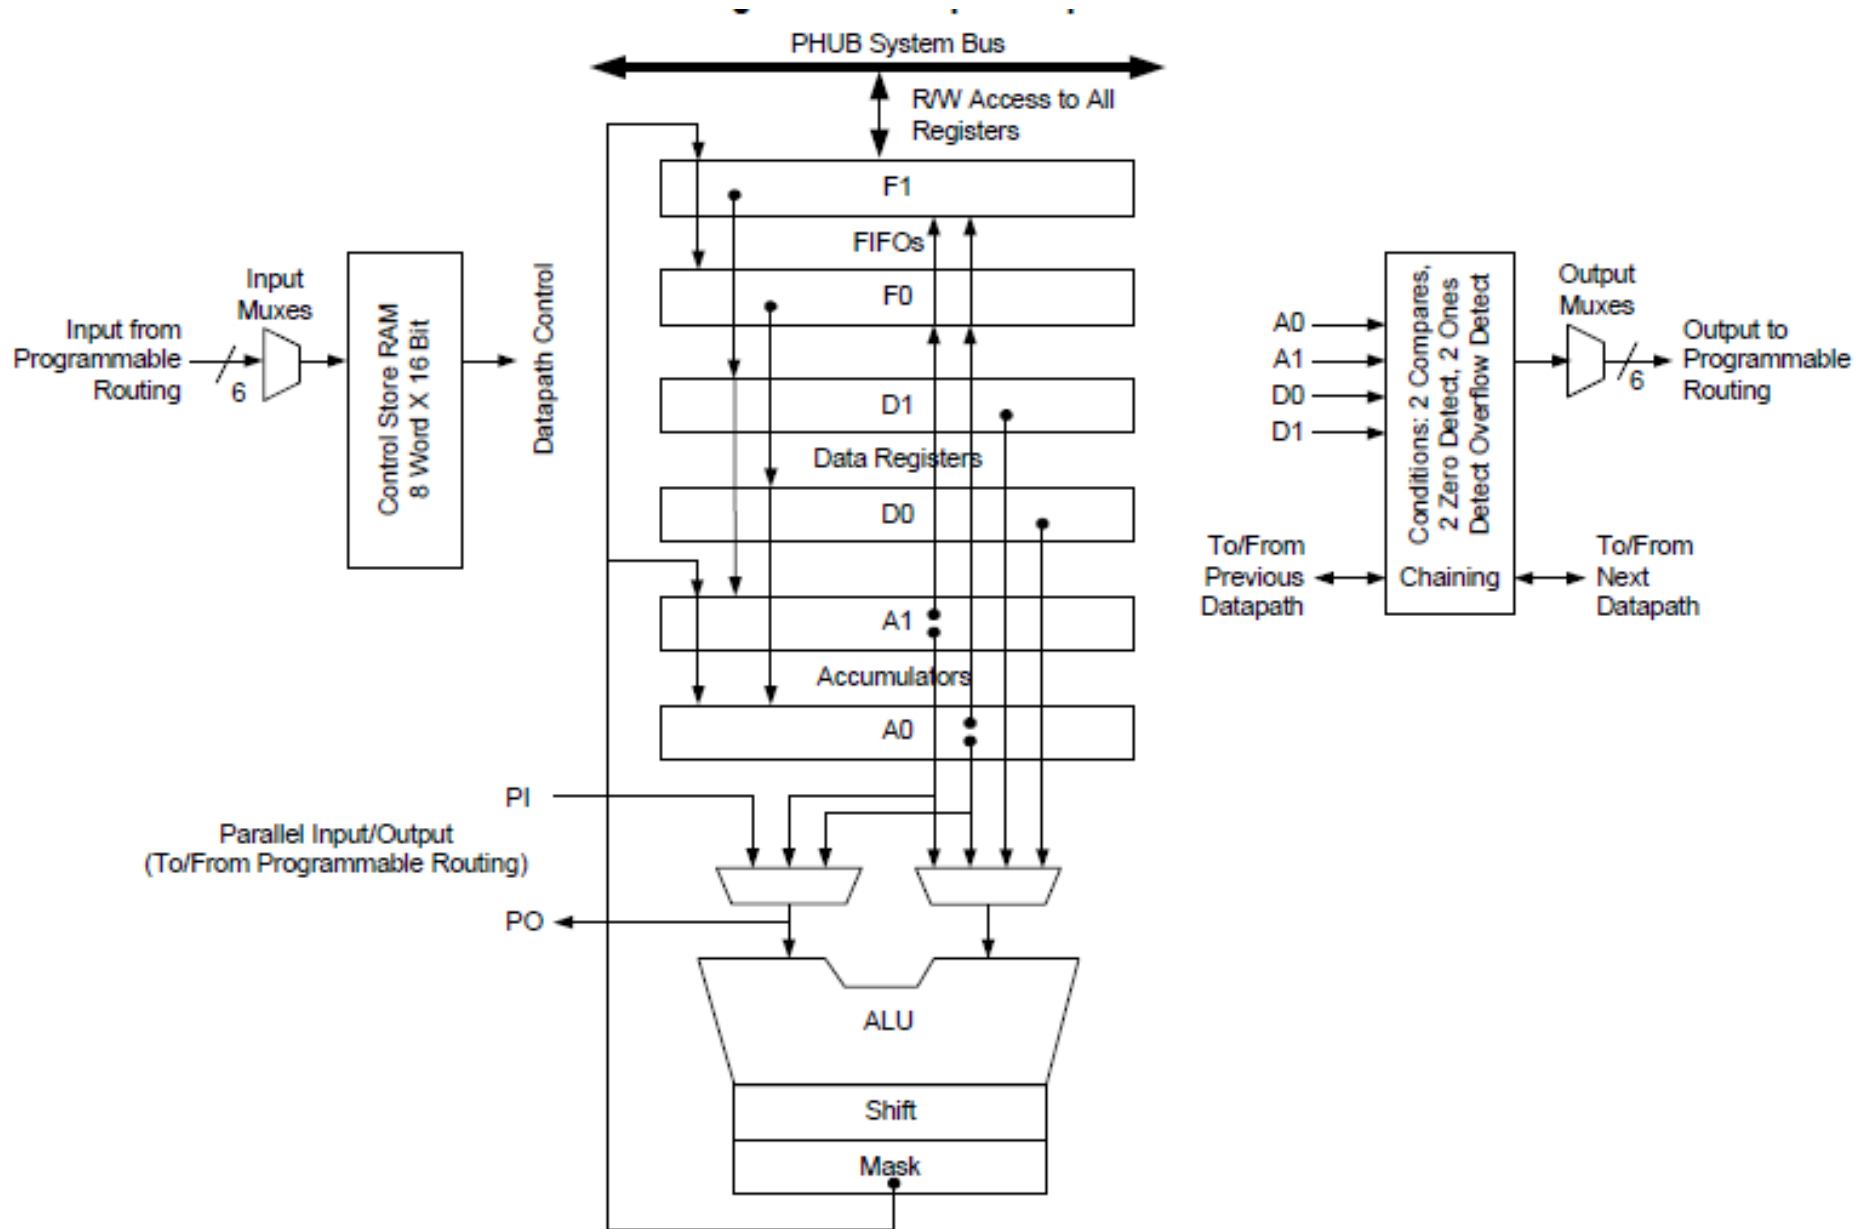 PHUB System Bus
R/W Access to All
Registers
F1
FIFOs
F0
D1
Data Registers
D0
A1
Accumulators
A0
Input from
Programmable
Routing
6
Input
Muxes
Control Store RAM
8 Word X 16 Bit
Datapath Control
PI
Parallel Input/Output
(To/From Programmable Routing)
PO
ALU
Shift
Mask
A0
A1
D0
D1
Conditions: 2 Compares,
2 Zero Detect, 2 Ones
Detect Overflow Detect
Chaining
To/From
Previous
Datapath
To/From
Next
Datapath
Output
Muxes
6
Output to
Programmable
Routing